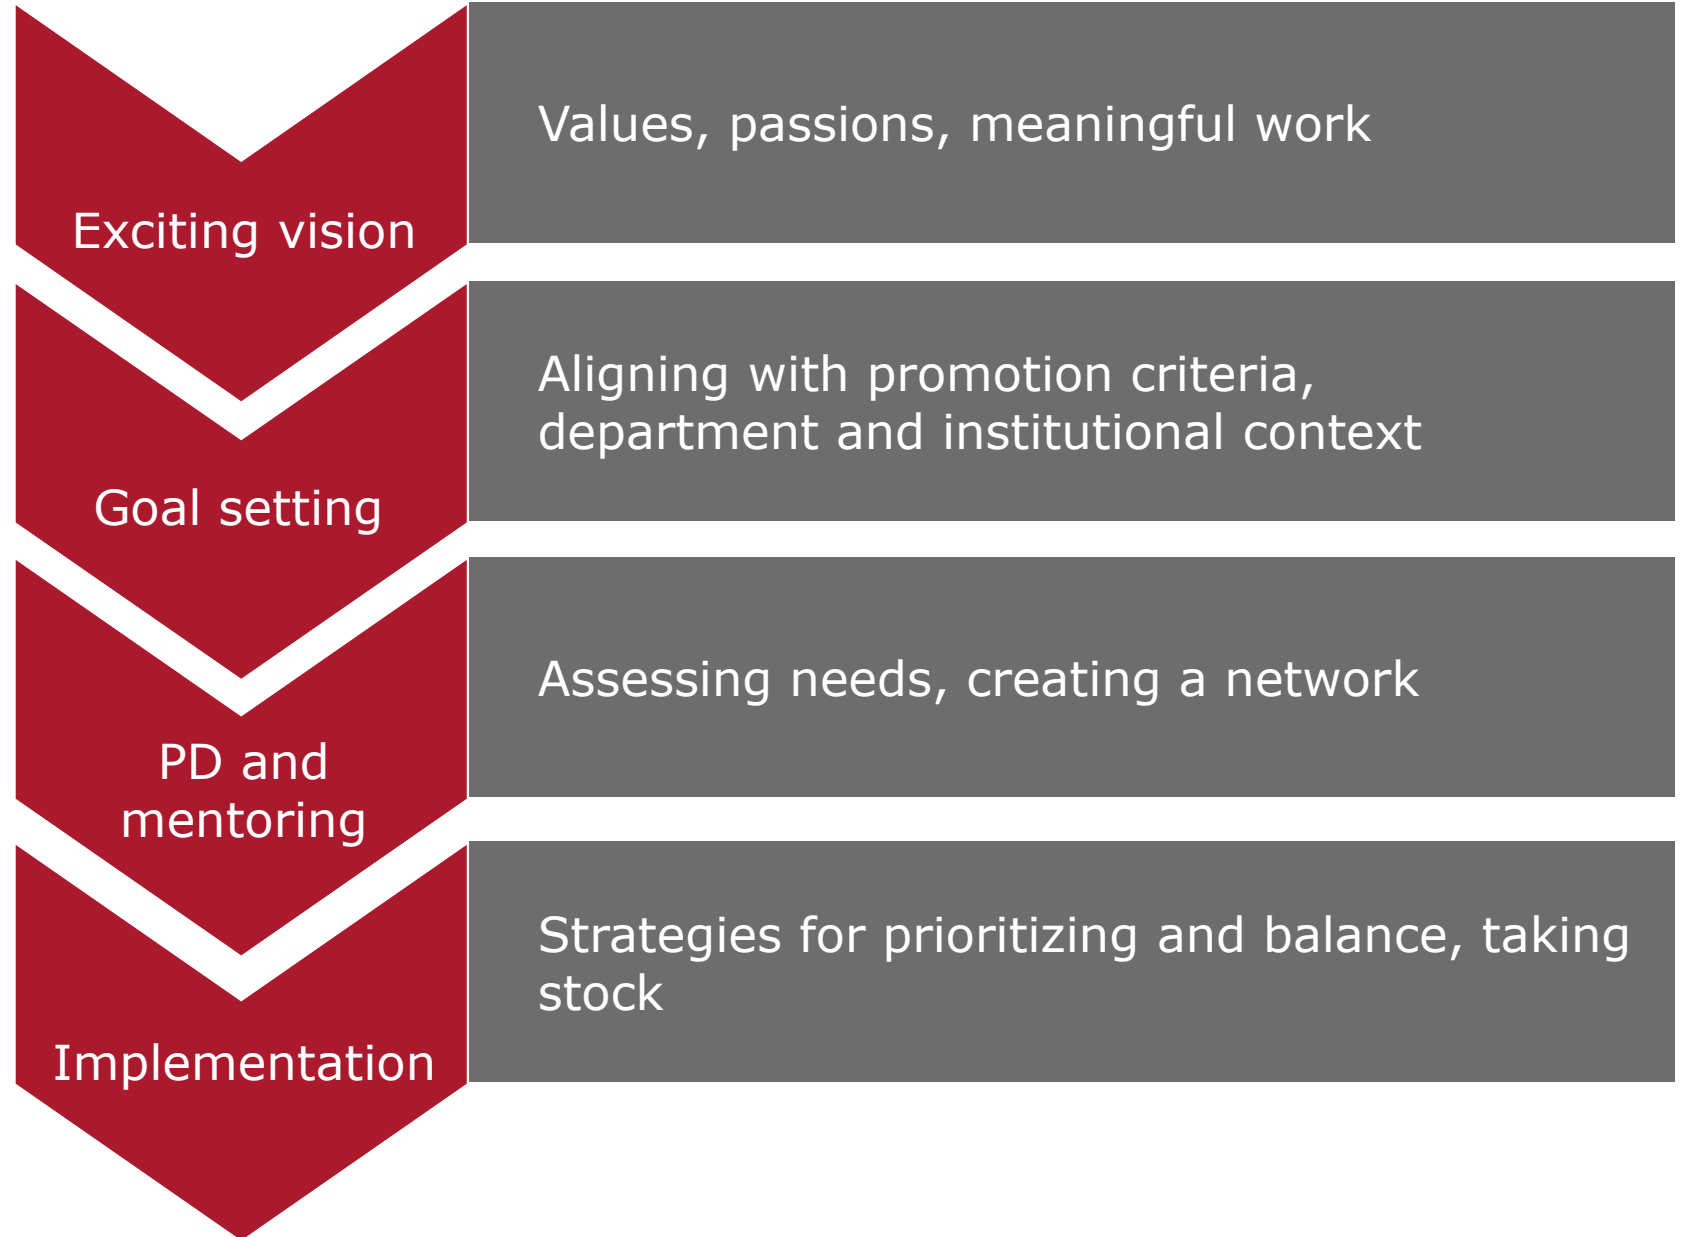 Values, passions, meaningful work
Exciting vision
Aligning with promotion criteria,
department and institutional context
Goal setting
Assessing needs, creating a network
PD and
mentoring
Strategies for prioritizing and balance, taking
stock
Implementation